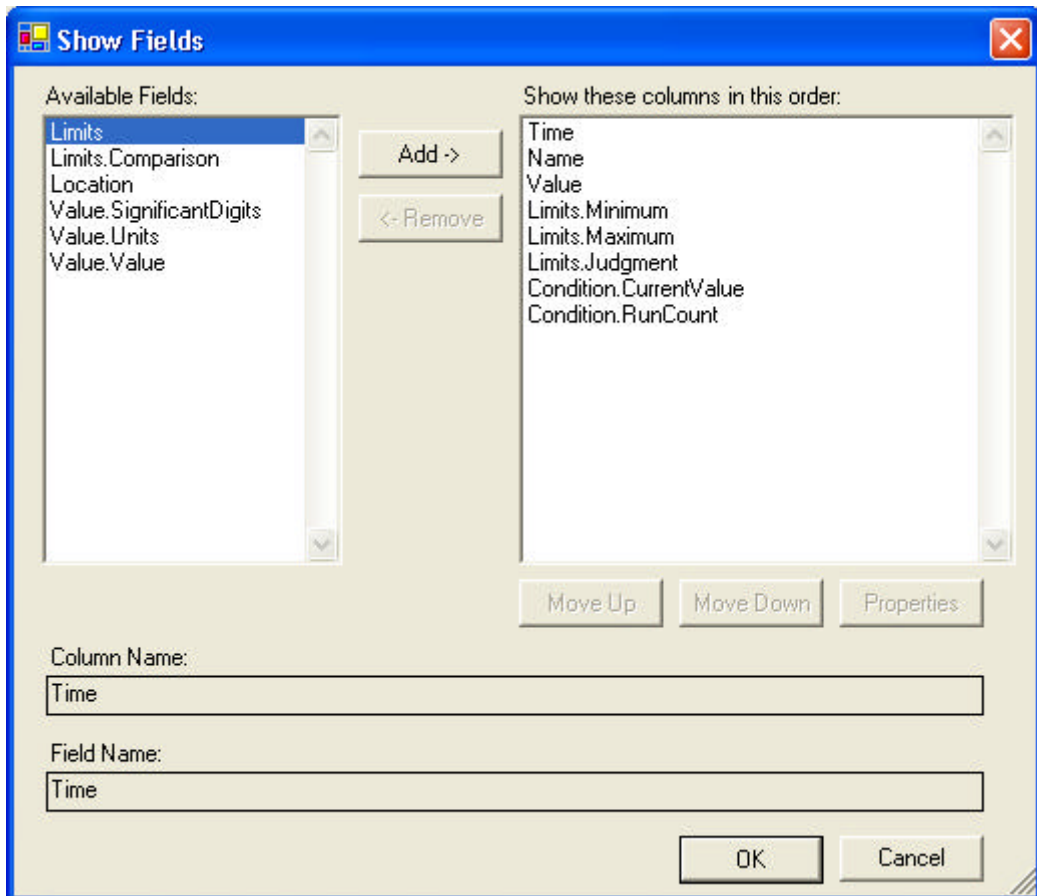 Show Fields
Available Fields:
Limits
Limits.Comparison
Location
Value.SignificantDigits
Value.Units
Value.Value
Add ->
<- Remove
Show these columns in this order:
Time
Name
Value
Limits.Minimum
Limits.Maximum
Limits.Judgment
Condition.CurrentValue
Condition.RunCount
Move Up Move Down Properties
Column Name:
Time
Field Name:
Time
OK Cancel